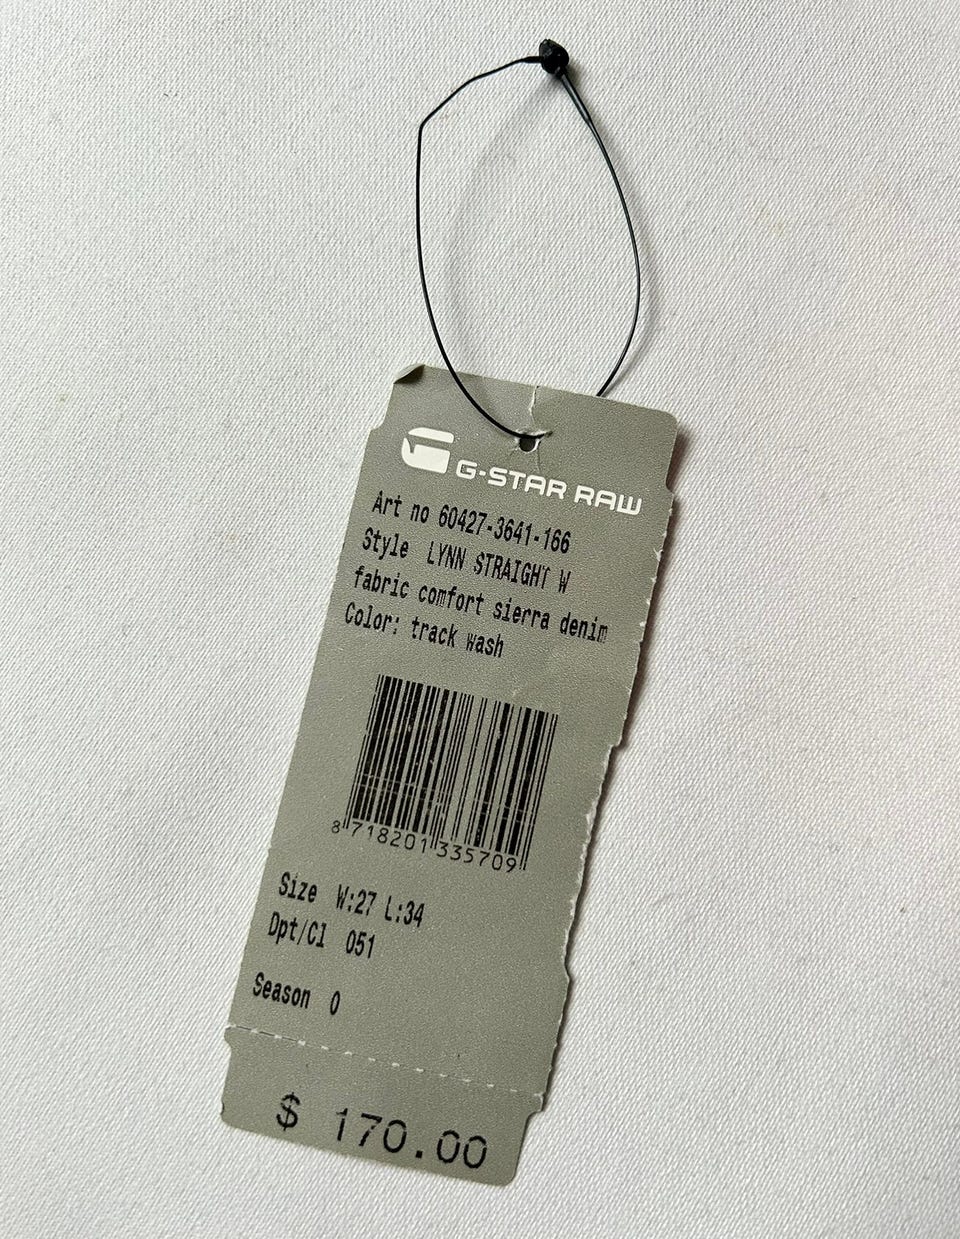 G-STAR RAW
Art no 60427-3641-166
Style LYNN STRAIGHT W
fabric comfort sierra denim
Color: track wash
8 718201 335709
Size W:27 L:34
Dpt/Cl 051
Season 0
$ 170.00